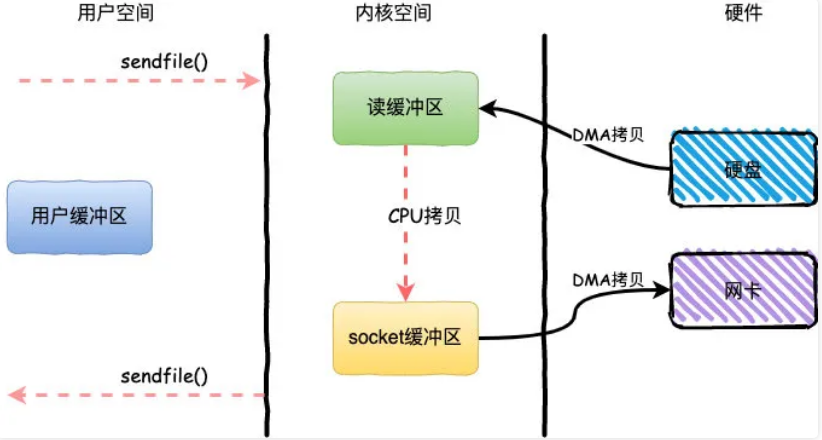 用户空间
内核空间
硬件
sendfile()
读缓冲区
DMA拷贝
硬盘
用户缓冲区
CPU拷贝
DMA拷贝
网卡
socket缓冲区
sendfile()